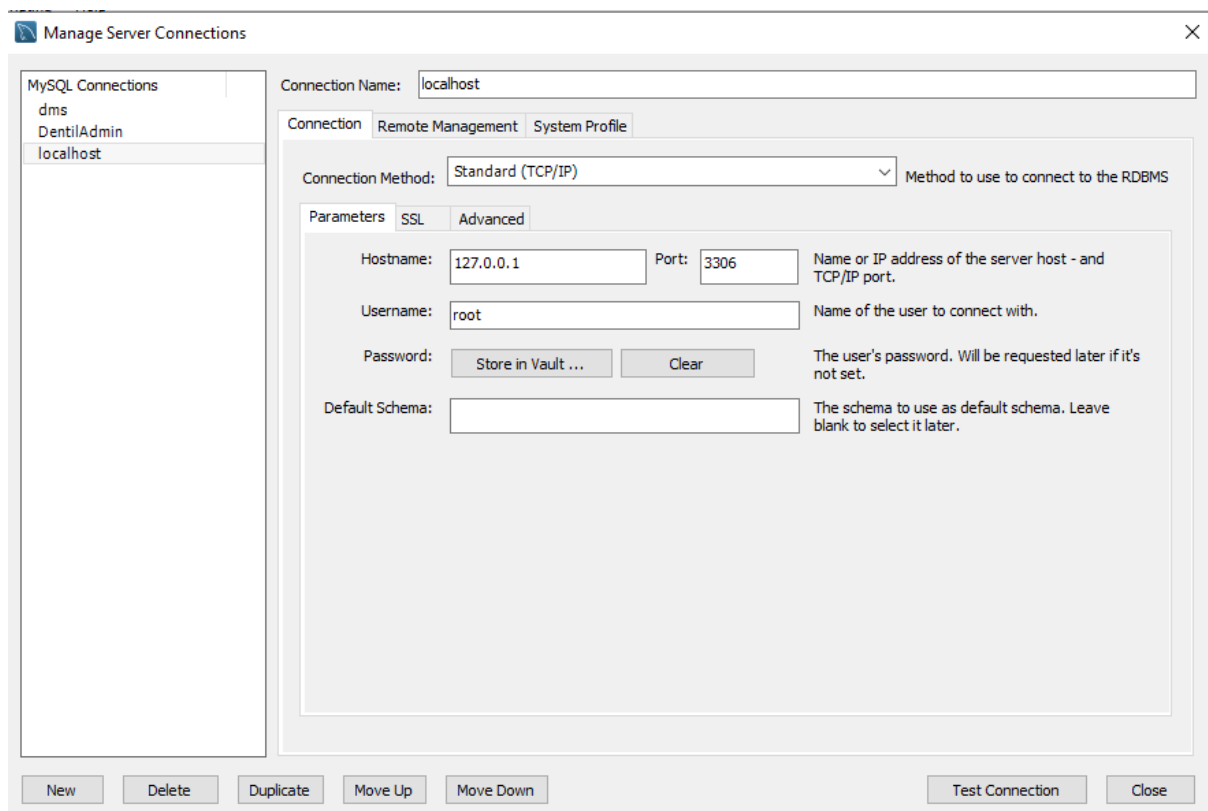 Manage Server Connections
MySQL Connections
dms
DentilAdmin
localhost
Connection Name: localhost
Connection Remote Management System Profile
Connection Method: Standard (TCP/IP) Method to use to connect to the RDBMS
Parameters SSL Advanced
Hostname: 127.0.0.1 Port: 3306 Name or IP address of the server host - and
TCP/IP port.
Username: root Name of the user to connect with.
Password: Store in Vault ... Clear The user's password. Will be requested later if it's
not set.
Default Schema: The schema to use as default schema. Leave
blank to select it later.
New Delete Duplicate Move Up Move Down Test Connection Close